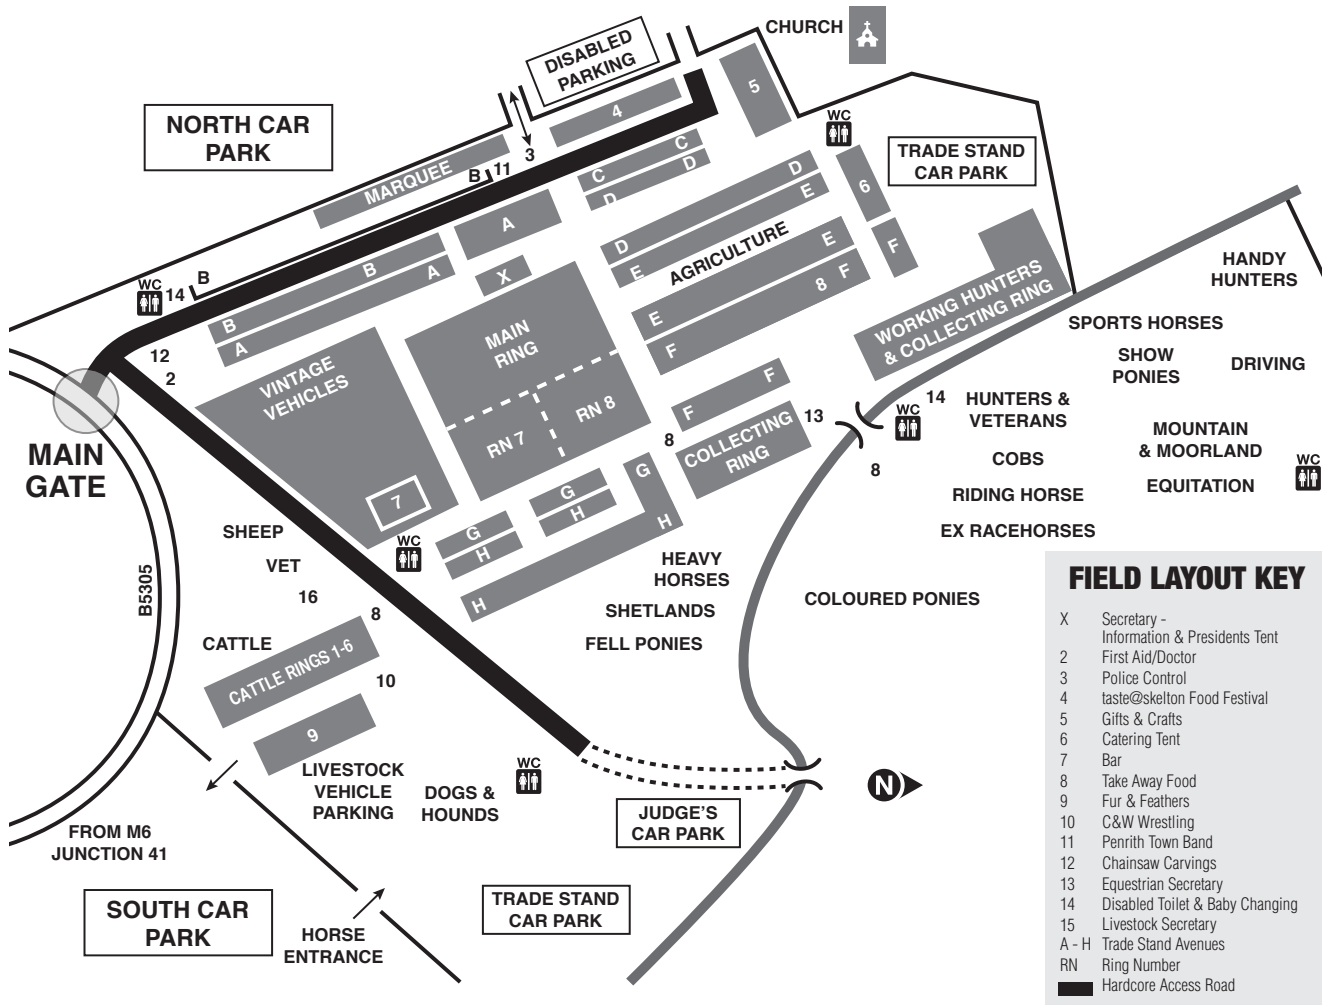 CHURCH
DISABLED
PARKING
5
4
NORTH CAR
PARK
WC
TRADE STAND
CAR PARK
3
MARQUEE
B
11
C
C
D
D
A
6
D
D
E
E
AGRICULTURE
F
HANDY
HUNTERS
WC
14
B
B
A
X
E
E
8
F
F
WORKING HUNTERS
& COLLECTING RING
B
A
MAIN
RING
SPORTS HORSES
12
2
VINTAGE
VEHICLES
SHOW
PONIES
DRIVING
RN 7
RN 8
F
F
13
14
WC
HUNTERS &
VETERANS
8
COLLECTING
RING
MOUNTAIN
& MOORLAND
MAIN
GATE
COBS
8
WC
7
G
G
H
G
H
H
H
RIDING HORSE
EQUITATION
EX RACEHORSES
SHEEP
WC
VET
HEAVY
HORSES
B5305
16
8
SHETLANDS
COLOURED PONIES
CATTLE
CATTLE RINGS 1-6
FELL PONIES
10
9
LIVESTOCK
VEHICLE
PARKING
DOGS &
HOUNDS
WC
N
JUDGE'S
CAR PARK
FROM M6
JUNCTION 41
SOUTH CAR
PARK
HORSE
ENTRANCE
TRADE STAND
CAR PARK
FIELD LAYOUT KEY
X Secretary -
Information & Presidents Tent
2 First Aid/Doctor
3 Police Control
4 taste@skelton Food Festival
5 Gifts & Crafts
6 Catering Tent
7 Bar
8 Take Away Food
9 Fur & Feathers
10 C&W Wrestling
11 Penrith Town Band
12 Chainsaw Carvings
13 Equestrian Secretary
14 Disabled Toilet & Baby Changing
15 Livestock Secretary
A - H Trade Stand Avenues
RN Ring Number
Hardcore Access Road